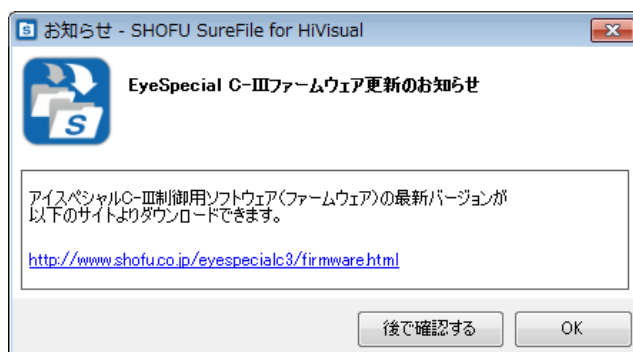 お知らせ - SHOFU SureFile for HiVisual
EyeSpecial C-Ⅲファームウェア更新のお知らせ
S
アイスペシャルC-Ⅲ制御用ソフトウェア(ファームウェア)の最新バージョンが
以下のサイトよりダウンロードできます。
http://www.shofu.co.jp/eyespecialc3/firmware.html
後で確認する
OK